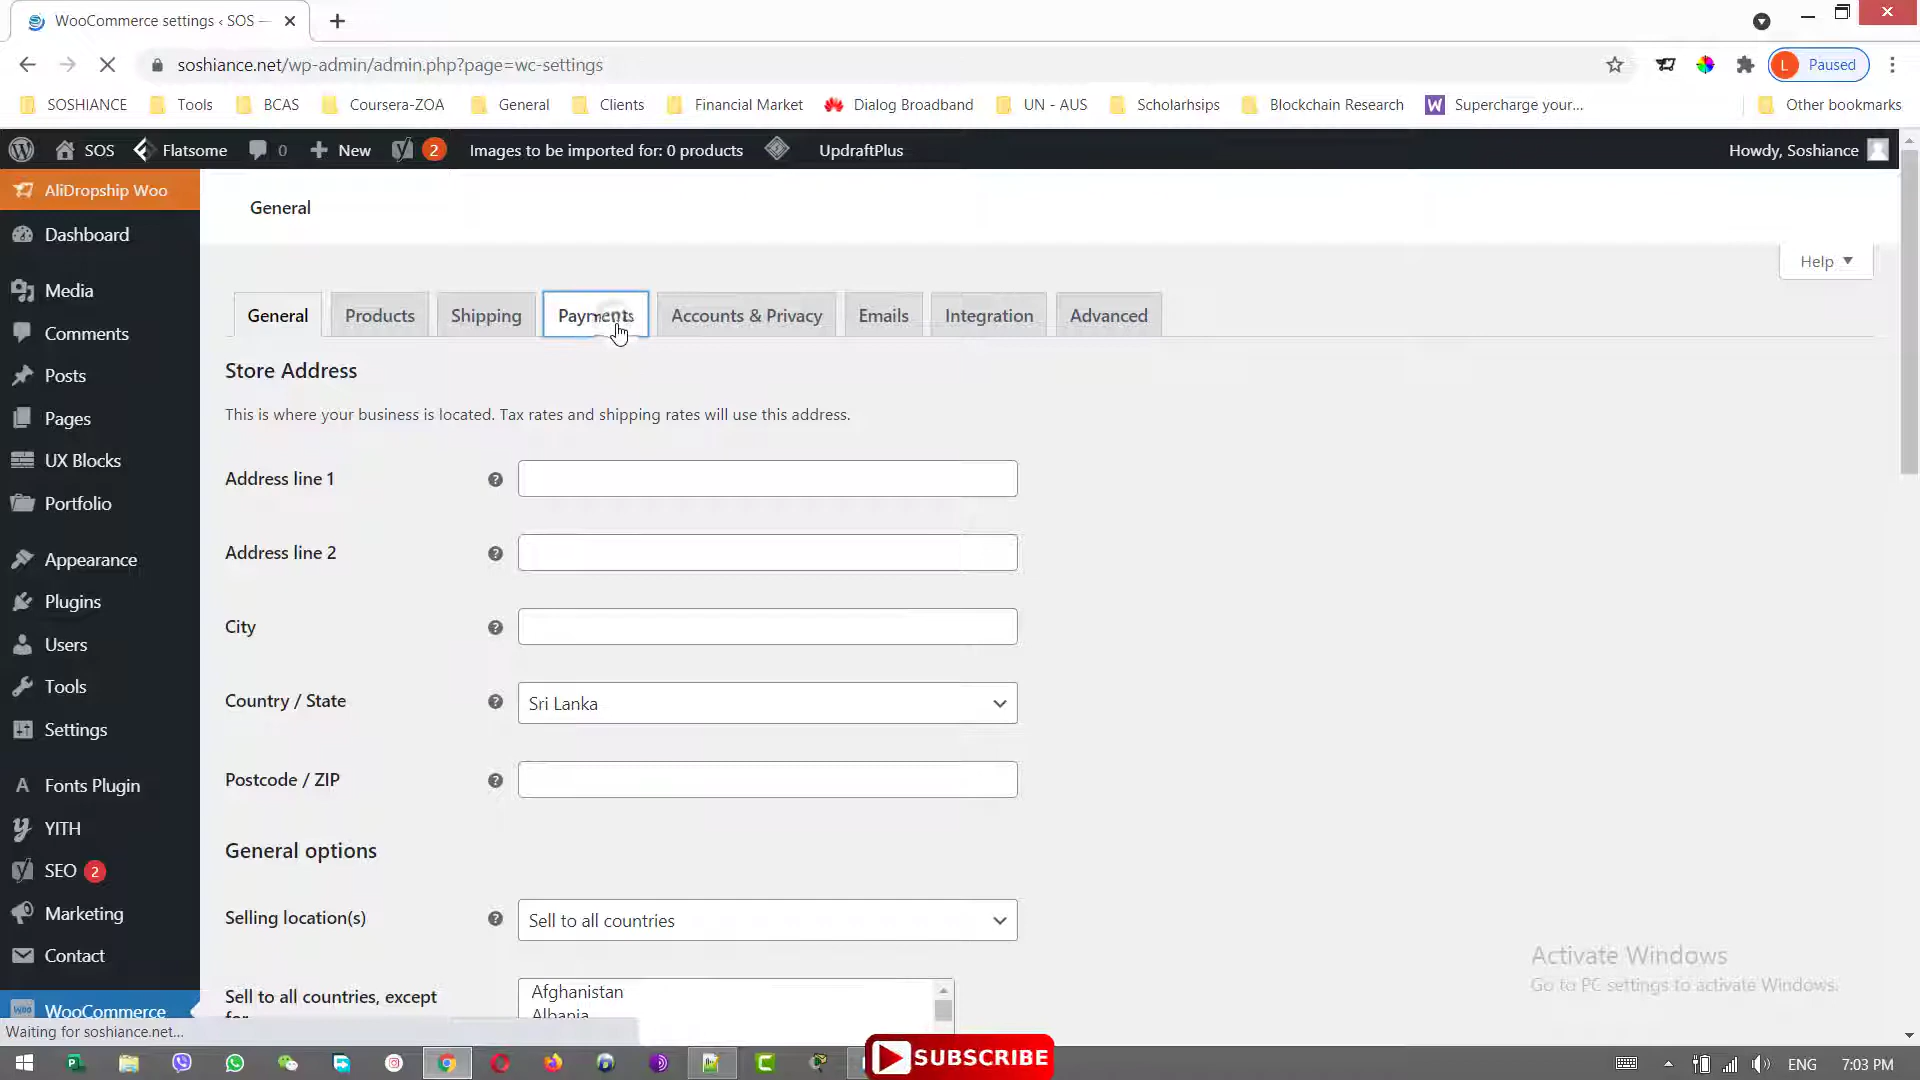 WooCommerce settings ‹ SOS —
soshiance.net/wp-admin/admin.php?page=wc-settings
L Paused
SOSHIANCE Tools BCAS Coursera-ZOA General Clients Financial Market Dialog Broadband UN - AUS Scholarhsips Blockchain Research W Supercharge your... Other bookmarks
SOS Flatsome 0 New 2 Images to be imported for: 0 products UpdraftPlus Howdy, Soshiance
AliDropship Woo
Dashboard
Media
Comments
Posts
Pages
UX Blocks
Portfolio
Appearance
Plugins
Users
Tools
Settings
A Fonts Plugin
YITH
SEO 2
Marketing
Contact
WooCommerce
General
Help
General Products Shipping Payments Accounts & Privacy Emails Integration Advanced
Store Address
This is where your business is located. Tax rates and shipping rates will use this address.
Address line 1 ?
Address line 2 ?
City ?
Country / State ? Sri Lanka
Postcode / ZIP ?
General options
Selling location(s) ? Sell to all countries
Sell to all countries, except Afghanistan
Activate Windows
Go to PC settings to activate Windows.
Waiting for soshiance.net...
SUBSCRIBE
ENG 7:03 PM